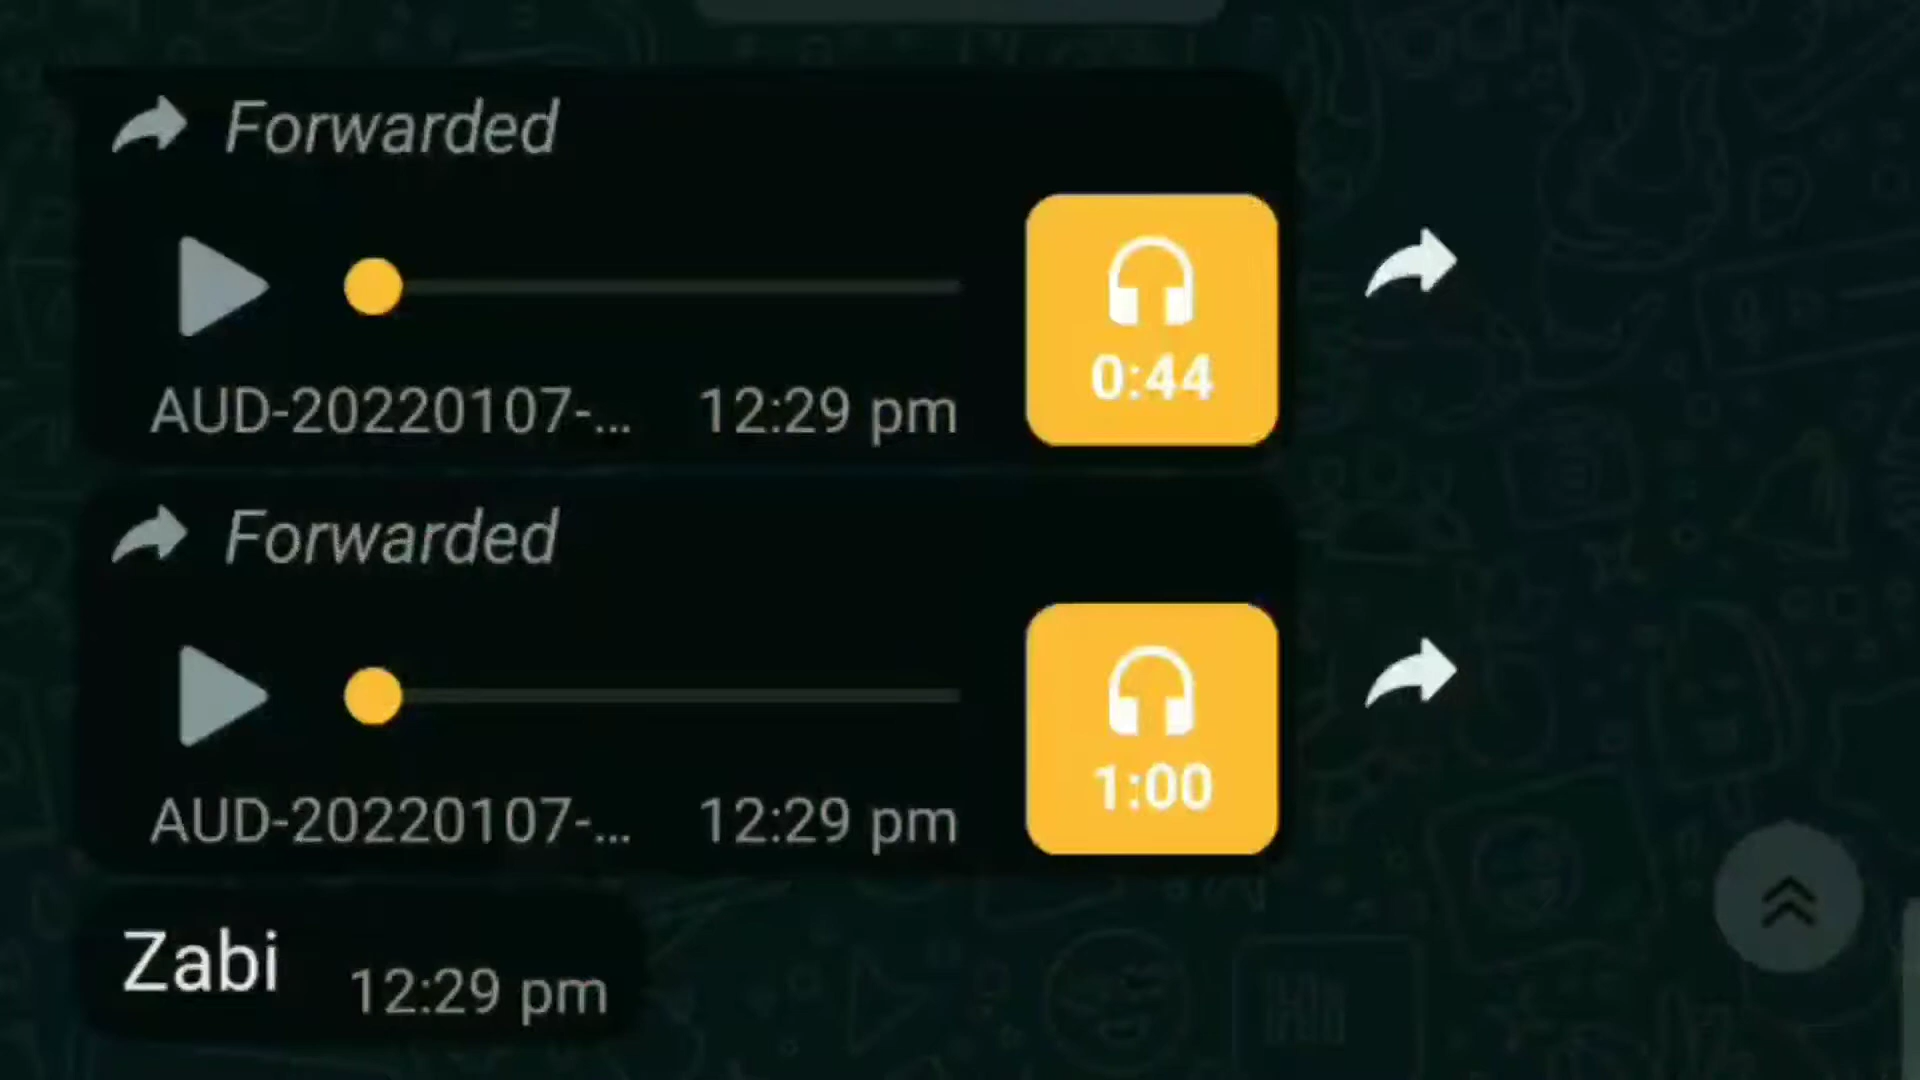 Forwarded
0:44
AUD-20220107-... 12:29 pm
Forwarded
1:00
AUD-20220107-... 12:29 pm
Zabi 12:29 pm